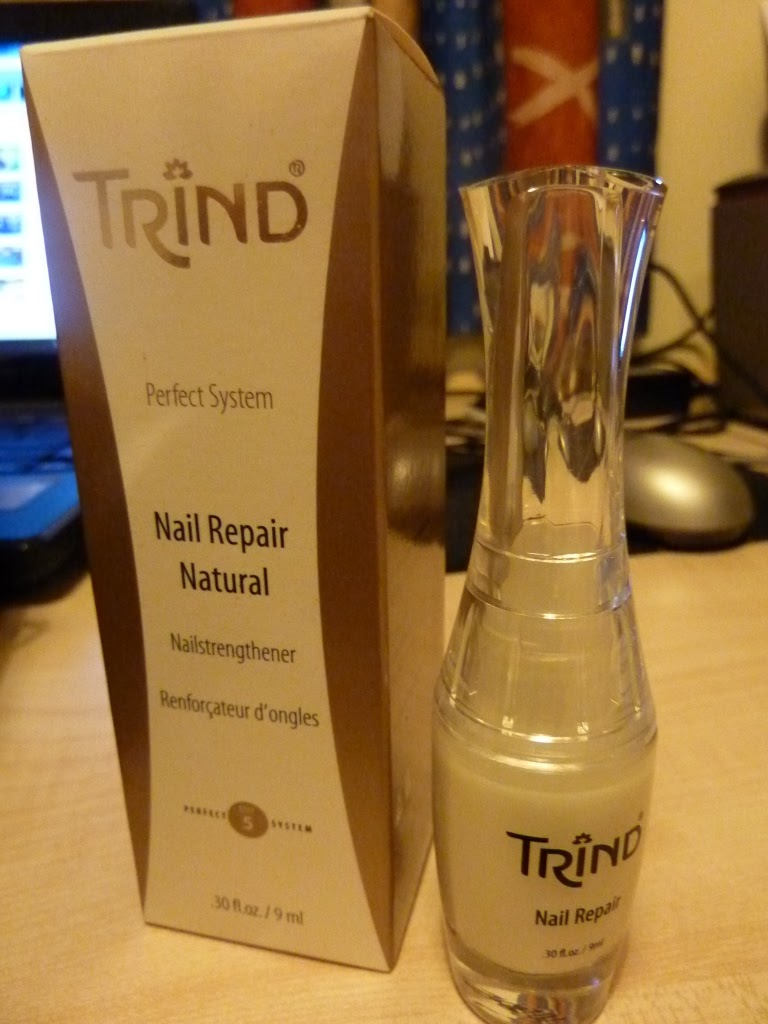 TRIND®
Perfect System
Nail Repair
Natural
Nailstrengthener
Renforçateur d'ongles
PERFECT 5 SYSTEM
.30 fl.oz. / 9 ml
TRIND
Nail Repair
.30 fl.oz. / 9ml